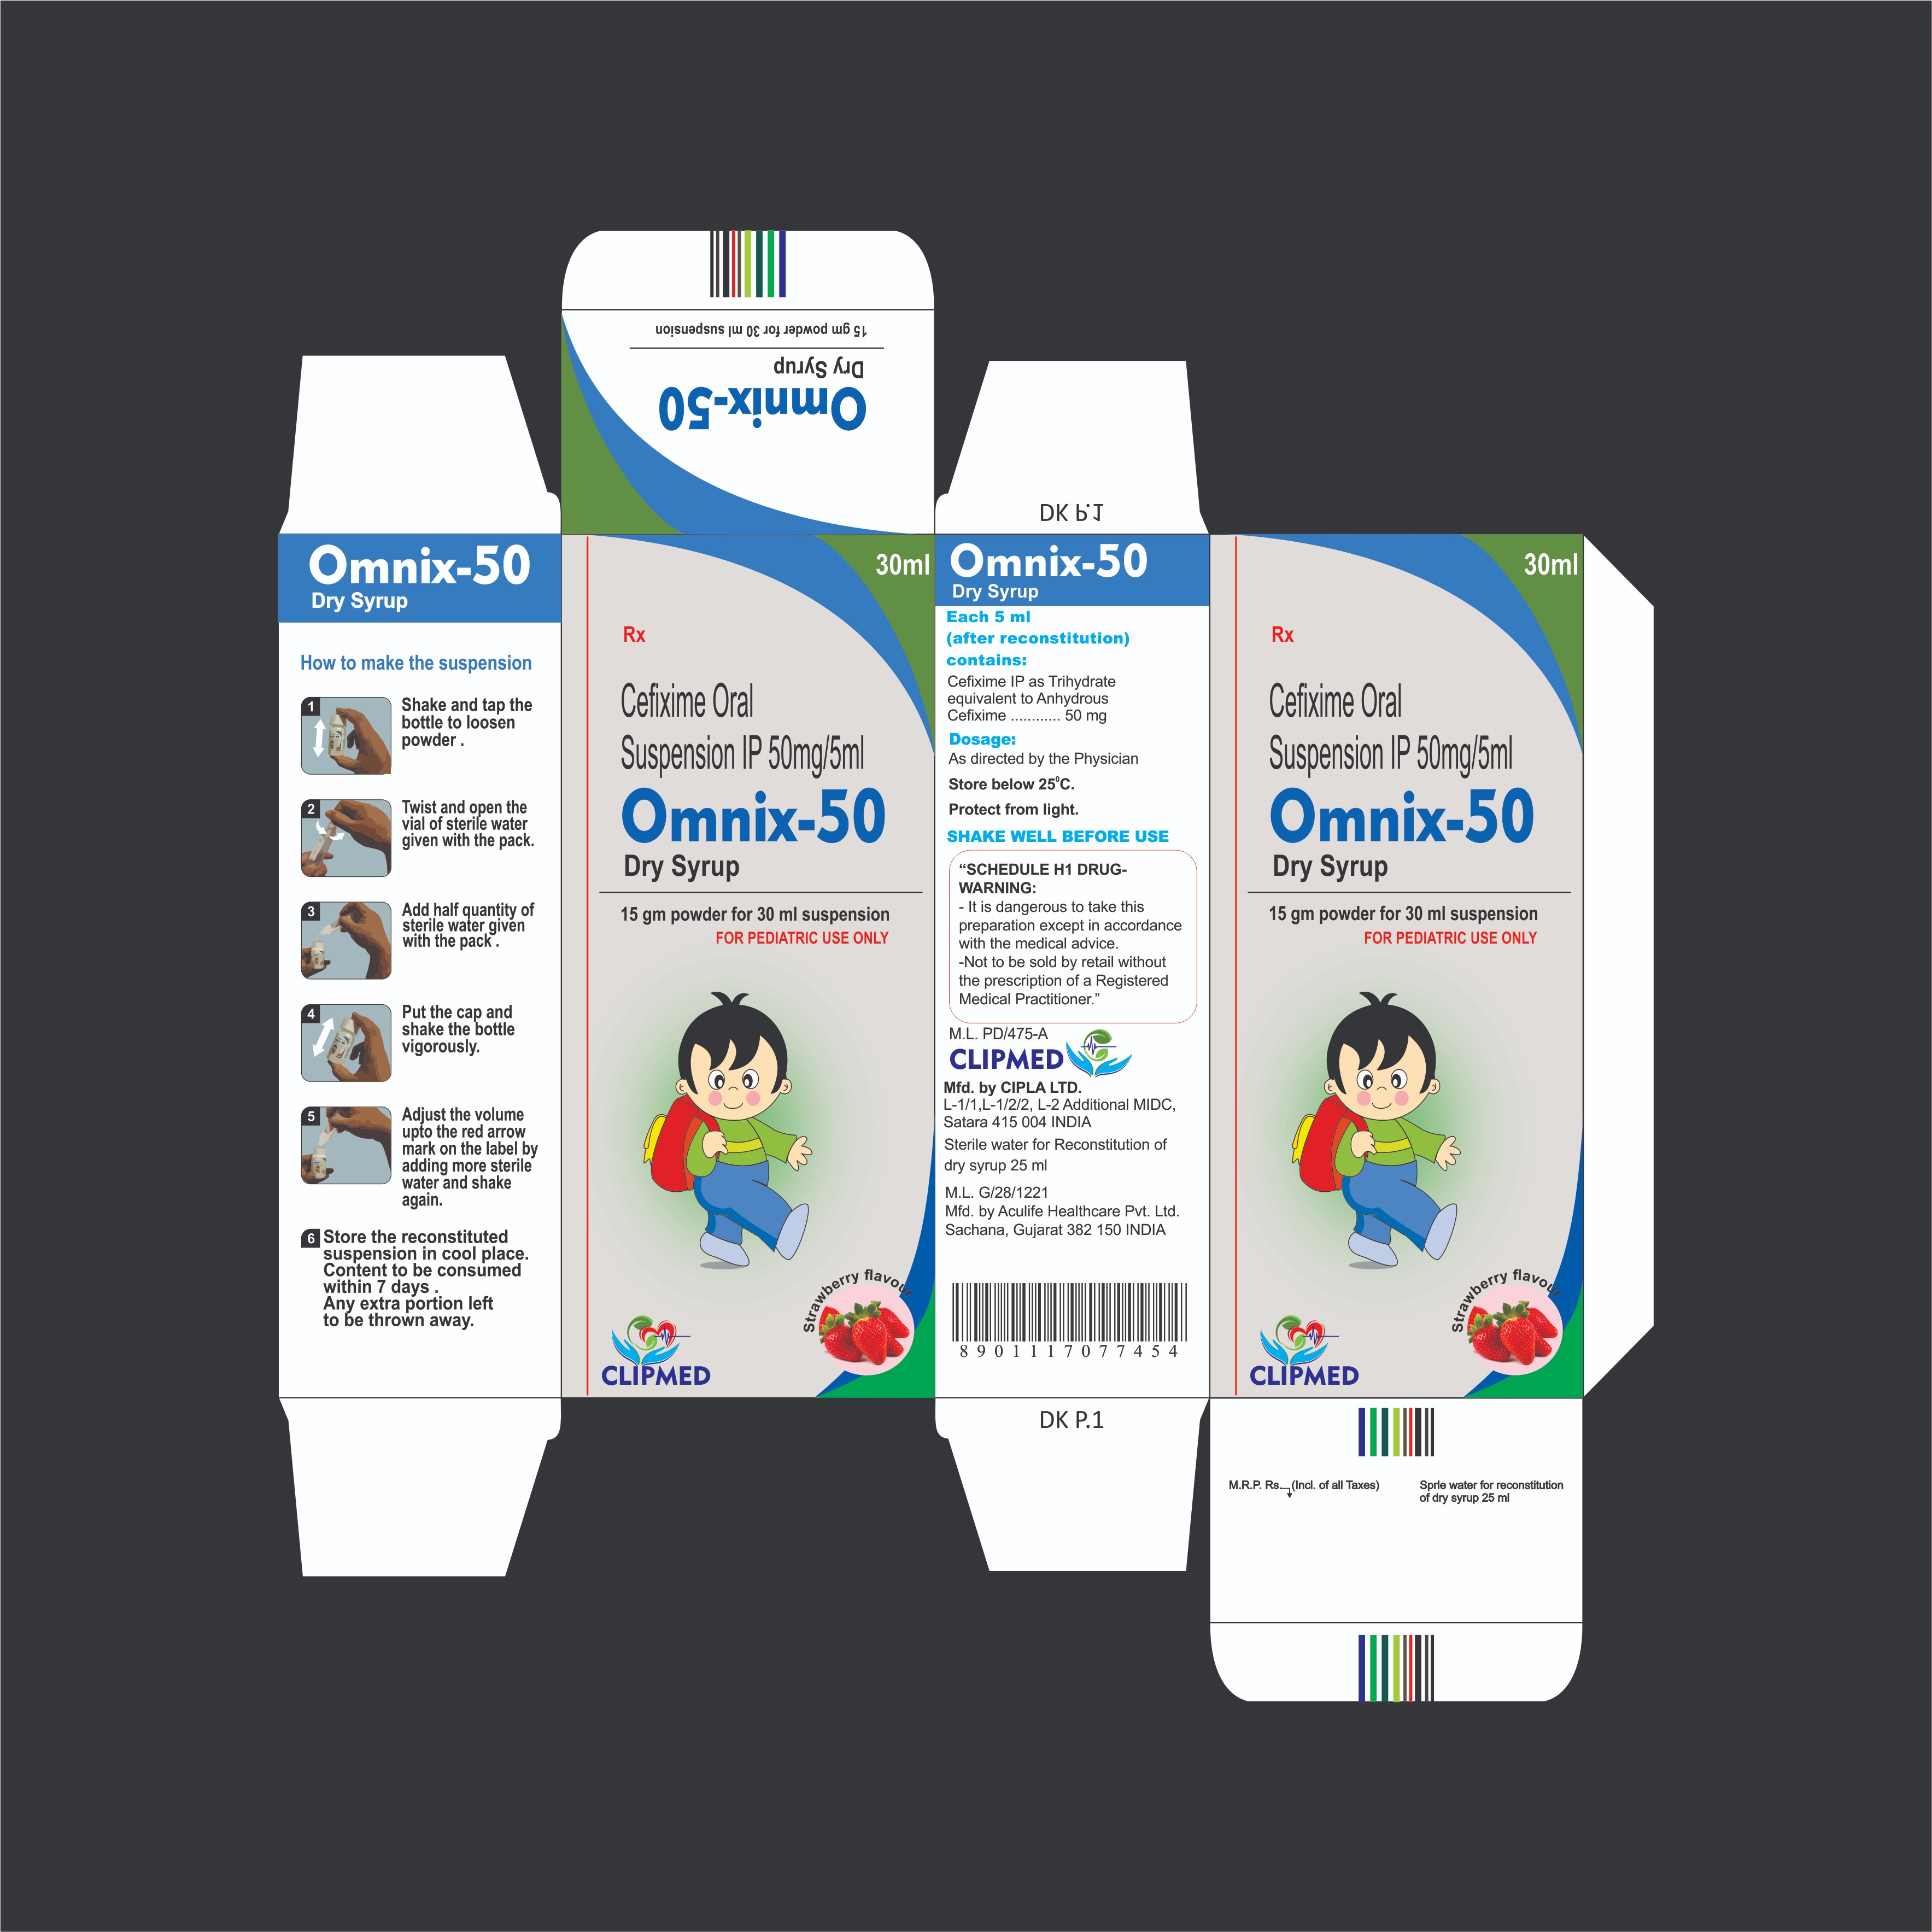 15 gm powder for 30 ml suspension
Dry Syrup
Omnix-50
DK P.1
Omnix-50
Dry Syrup
How to make the suspension
1
Shake and tap the
bottle to loosen
powder .
2
Twist and open the
vial of sterile water
given with the pack.
3
Add half quantity of
sterile water given
with the pack .
4
Put the cap and
shake the bottle
vigorously.
5
Adjust the volume
upto the red arrow
mark on the label by
adding more sterile
water and shake
again.
6 Store the reconstituted
suspension in cool place.
Content to be consumed
within 7 days .
Any extra portion left
to be thrown away.
30ml
Rx
Cefixime Oral
Suspension IP 50mg/5ml
Omnix-50
Dry Syrup
15 gm powder for 30 ml suspension
FOR PEDIATRIC USE ONLY
Strawberry flavour
CLIPMED
Omnix-50
Dry Syrup
Each 5 ml
(after reconstitution)
contains:
Cefixime IP as Trihydrate
equivalent to Anhydrous
Cefixime ............ 50 mg
Dosage:
As directed by the Physician
Store below 25⁰C.
Protect from light.
SHAKE WELL BEFORE USE
“SCHEDULE H1 DRUG-
WARNING:
- It is dangerous to take this
preparation except in accordance
with the medical advice.
-Not to be sold by retail without
the prescription of a Registered
Medical Practitioner.”
M.L. PD/475-A
CLIPMED
Mfd. by CIPLA LTD.
L-1/1,L-1/2/2, L-2 Additional MIDC,
Satara 415 004 INDIA
Sterile water for Reconstitution of
dry syrup 25 ml
M.L. G/28/1221
Mfd. by Aculife Healthcare Pvt. Ltd.
Sachana, Gujarat 382 150 INDIA
8901117077454
DK P.1
30ml
Rx
Cefixime Oral
Suspension IP 50mg/5ml
Omnix-50
Dry Syrup
15 gm powder for 30 ml suspension
FOR PEDIATRIC USE ONLY
Strawberry flavour
CLIPMED
M.R.P. Rs. (Incl. of all Taxes)
Sprle water for reconstitution
of dry syrup 25 ml